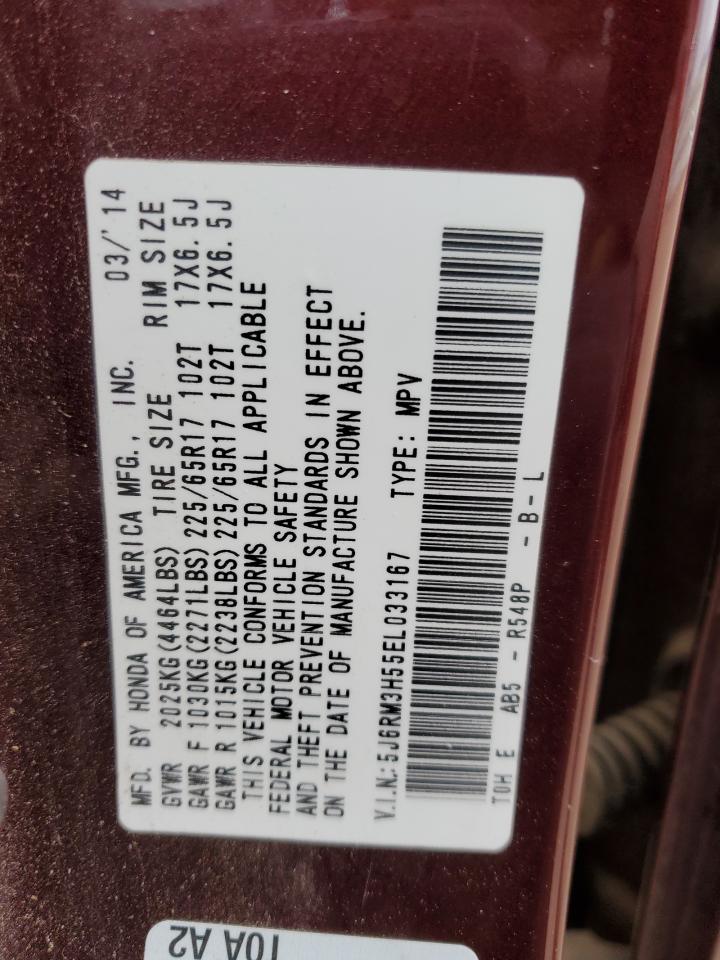 MFD. BY HONDA OF AMERICA MFG., INC. 03/'14
GVWR 2025KG(4464LBS) TIRE SIZE RIM SIZE
GAWR F 1030KG(2271LBS)225/65R17 102T 17X6.5J
GAWR R 1015KG(2238LBS)225/65R17 102T 17X6.5J
THIS VEHICLE CONFORMS TO ALL APPLICABLE
FEDERAL MOTOR VEHICLE SAFETY
AND THEFT PREVENTION STANDARDS IN EFFECT
ON THE DATE OF MANUFACTURE SHOWN ABOVE.
V.I.N.:5J6RM3H55EL033167 TYPE: MPV
TOH E AB5 - R548P - B - L
10A A2